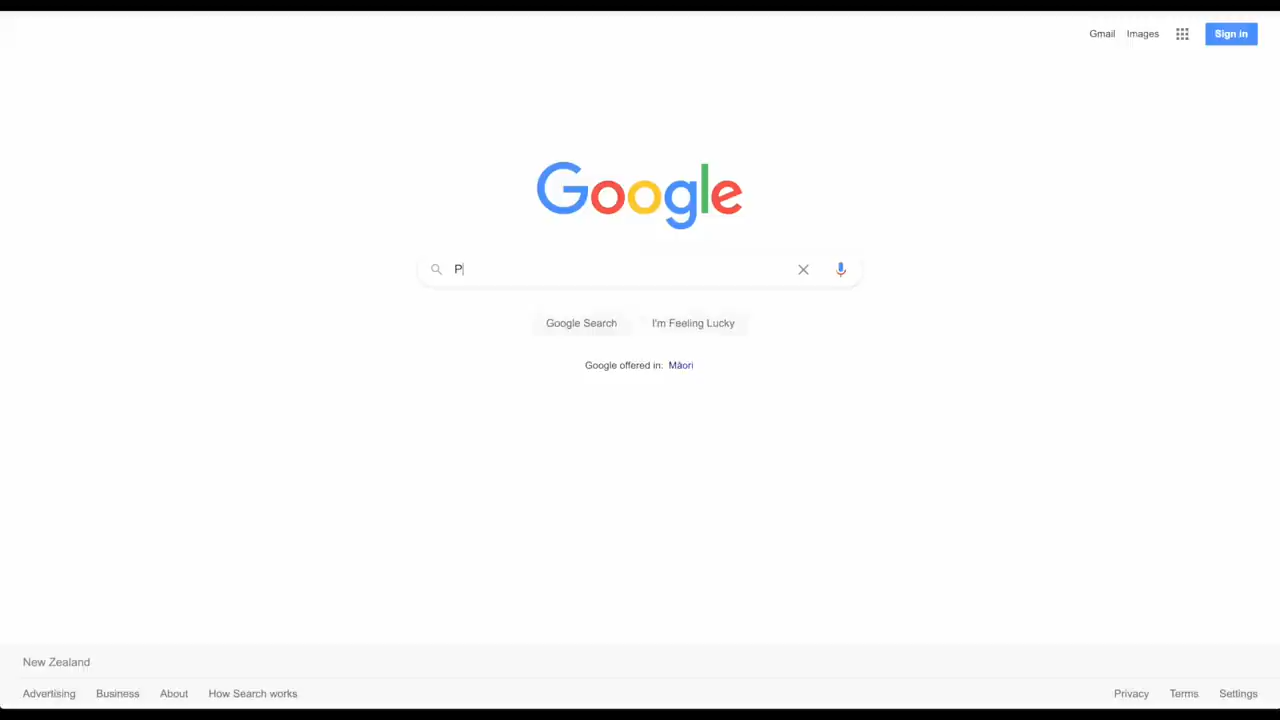 Gmail Images Sign in
Google
P
Google Search I'm Feeling Lucky
Google offered in: Māori
New Zealand
Advertising Business About How Search works Privacy Terms Settings